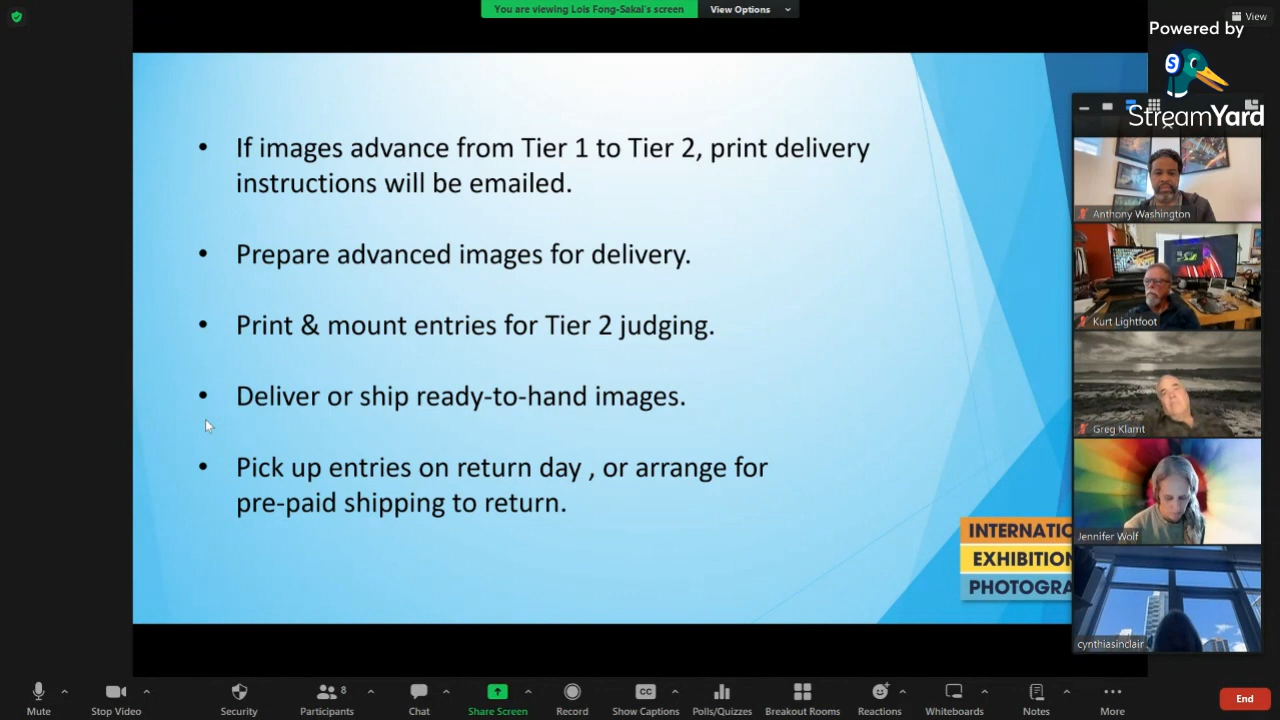 You are viewing Lois Fong-Sakai's screen
View Options
View
Powered by
StreamYard
If images advance from Tier 1 to Tier 2, print delivery
instructions will be emailed.
Prepare advanced images for delivery.
Print & mount entries for Tier 2 judging.
Deliver or ship ready-to-hand images.
Pick up entries on return day , or arrange for
pre-paid shipping to return.
INTERNATIO
EXHIBITION
PHOTOGRA
Anthony Washington
Kurt Lightfoot
Greg Klamt
Jennifer Wolf
cynthiasinclair
Mute
Stop Video
Security
8
Participants
Chat
Share Screen
Record
CC
Show Captions
Polls/Quizzes
Breakout Rooms
Reactions
Whiteboards
Notes
More
End